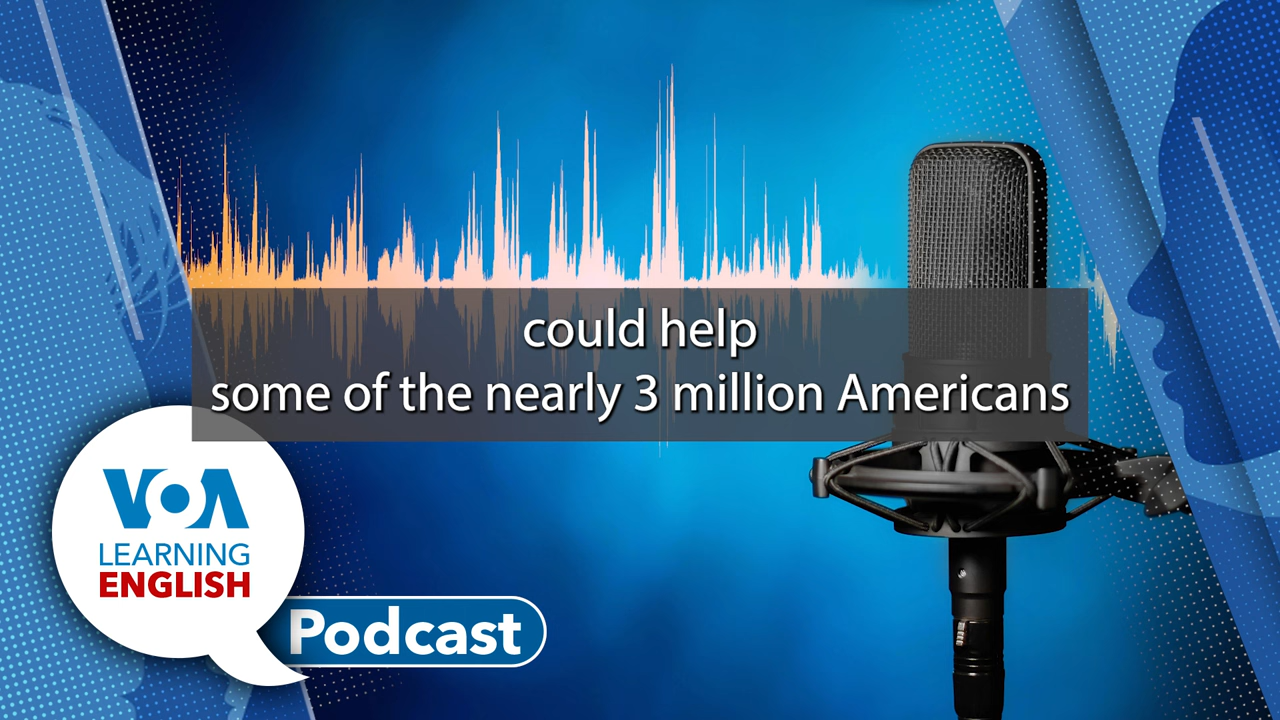 could help
some of the nearly 3 million Americans
VOA
LEARNING
ENGLISH
Podcast